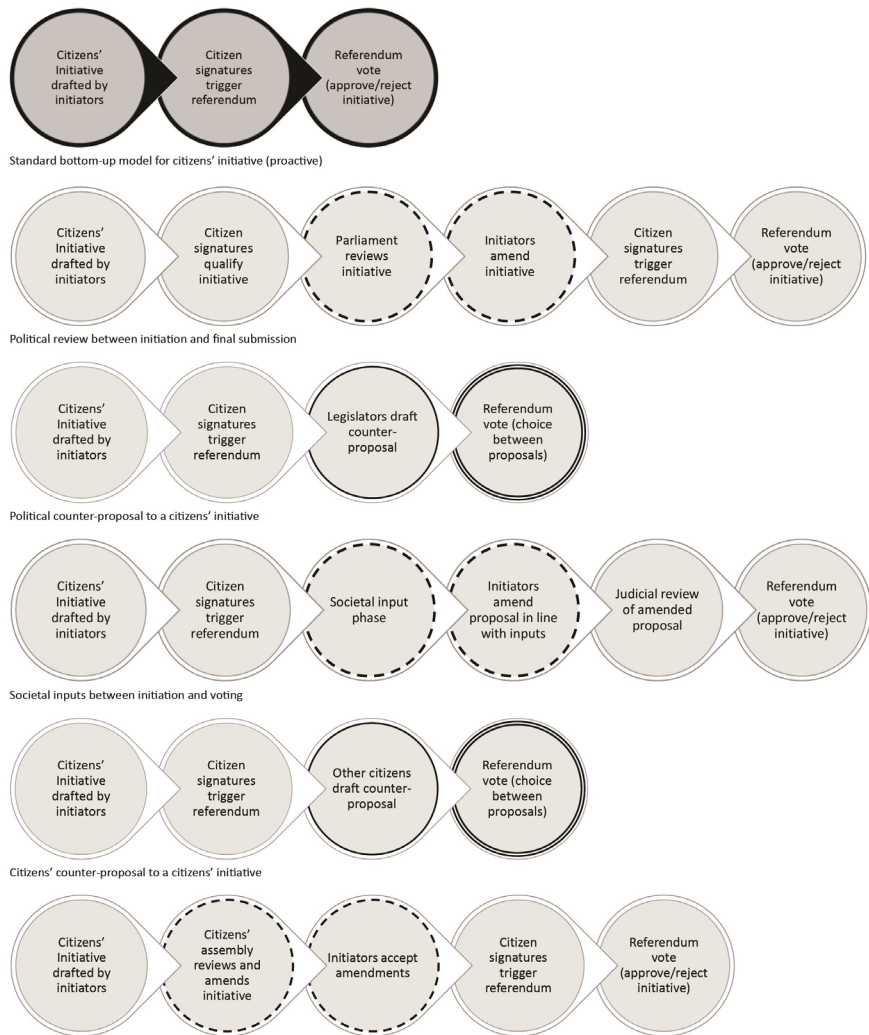 Citizens'
Initiative
drafted by
initiators
Citizen
signatures
trigger
referendum
Referendum
vote
(approve/reject
initiative)
Standard bottom-up model for citizens' initiative (proactive)
Citizens'
Initiative
drafted by
initiators
Citizen
signatures
qualify
initiative
Parliament
reviews
initiative
Initiators
amend
initiative
Citizen
signatures
trigger
referendum
Referendum
vote
(approve/reject
initiative)
Political review between initiation and final submission
Citizens'
Initiative
drafted by
initiators
Citizen
signatures
trigger
referendum
Legislators draft
counter-
proposal
Referendum
vote (choice
between
proposals)
Political counter-proposal to a citizens' initiative
Citizens'
Initiative
drafted by
initiators
Citizen
signatures
trigger
referendum
Societal input
phase
Initiators
amend
proposal in line
with inputs
Judicial review
of amended
proposal
Referendum
vote
(approve/reject
initiative)
Societal inputs between initiation and voting
Citizens'
Initiative
drafted by
initiators
Citizen
signatures
trigger
referendum
Other citizens
draft counter-
proposal
Referendum
vote (choice
between
proposals)
Citizens' counter-proposal to a citizens' initiative
Citizens'
Initiative
drafted by
initiators
Citizens'
assembly
reviews and
amends
initiative
Initiators accept
amendments
Citizen
signatures
trigger
referendum
Referendum
vote
(approve/reject
initiative)